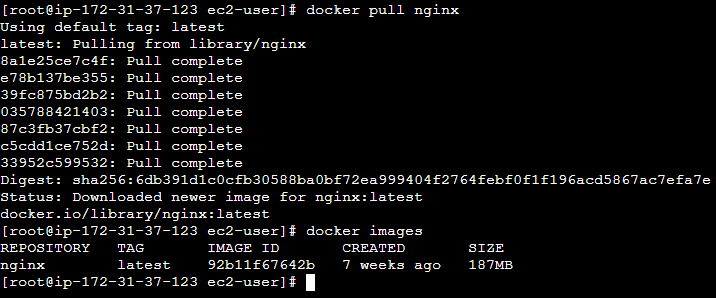 [root@ip-172-31-37-123 ec2-user]# docker pull nginx
Using default tag: latest
latest: Pulling from library/nginx
8a1e25ce7c4f: Pull complete
e78b137be355: Pull complete
39fc875bd2b2: Pull complete
035788421403: Pull complete
87c3fb37cbf2: Pull complete
c5cdd1ce752d: Pull complete
33952c599532: Pull complete
Digest: sha256:6db391d1c0cfb30588ba0bf72ea999404f2764febf0f1f196acd5867ac7efa7e
Status: Downloaded newer image for nginx:latest
docker.io/library/nginx:latest
[root@ip-172-31-37-123 ec2-user]# docker images
REPOSITORY   TAG       IMAGE ID       CREATED       SIZE
nginx        latest    92b11f67642b   7 weeks ago   187MB
[root@ip-172-31-37-123 ec2-user]#